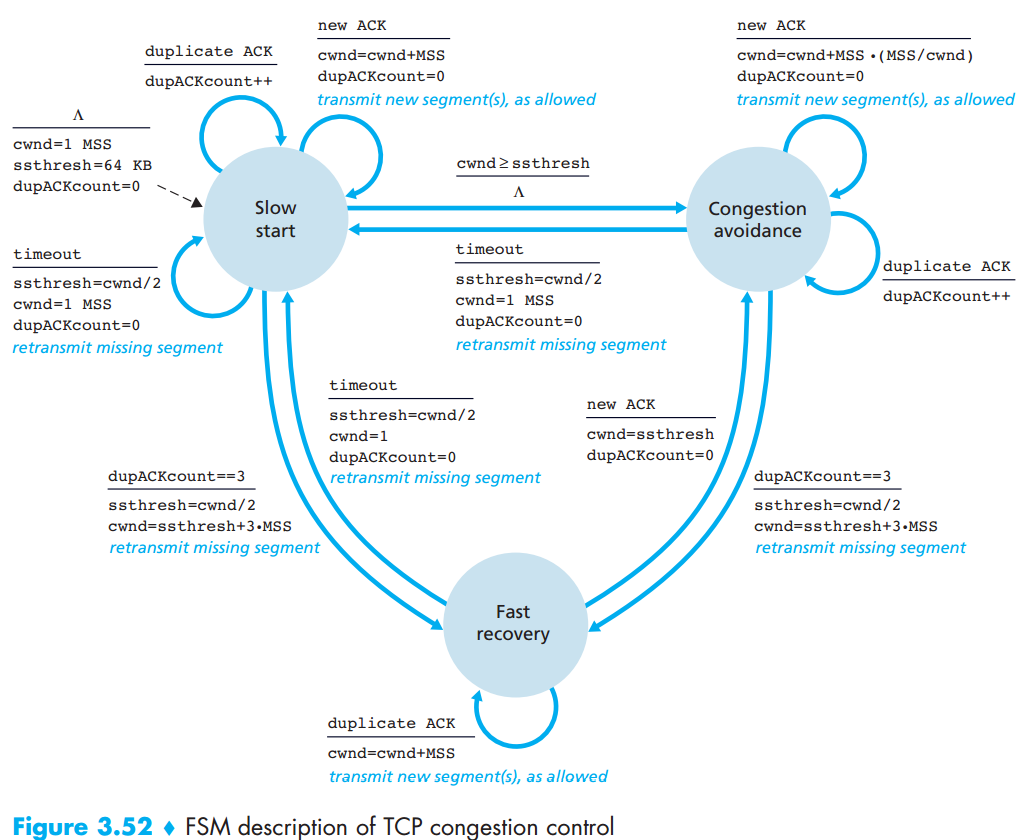 new ACK
cwnd=cwnd+MSS
dupACKcount=0
transmit new segment(s), as allowed
new ACK
cwnd=cwnd+MSS •(MSS/cwnd)
dupACKcount=0
transmit new segment(s), as allowed
duplicate ACK
dupACKcount++
Λ
cwnd=1 MSS
ssthresh=64 KB
dupACKcount=0
cwnd≥ssthresh
Λ
Slow
start
Congestion
avoidance
timeout
ssthresh=cwnd/2
cwnd=1 MSS
dupACKcount=0
retransmit missing segment
timeout
ssthresh=cwnd/2
cwnd=1 MSS
dupACKcount=0
retransmit missing segment
duplicate ACK
dupACKcount++
timeout
ssthresh=cwnd/2
cwnd=1
dupACKcount=0
retransmit missing segment
new ACK
cwnd=ssthresh
dupACKcount=0
dupACKcount==3
ssthresh=cwnd/2
cwnd=ssthresh+3•MSS
retransmit missing segment
dupACKcount==3
ssthresh=cwnd/2
cwnd=ssthresh+3•MSS
retransmit missing segment
Fast
recovery
duplicate ACK
cwnd=cwnd+MSS
transmit new segment(s), as allowed
Figure 3.52 ♦ FSM description of TCP congestion control